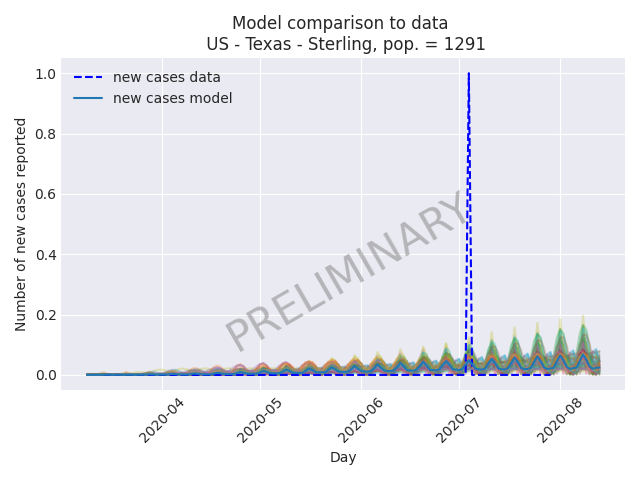 Model comparison to data
US - Texas - Sterling, pop. = 1291
new cases data
new cases model
Number of new cases reported
1.0
0.8
0.6
0.4
0.2
0.0
PRELIMINARY
2020-04
2020-05
2020-06
2020-07
2020-08
Day